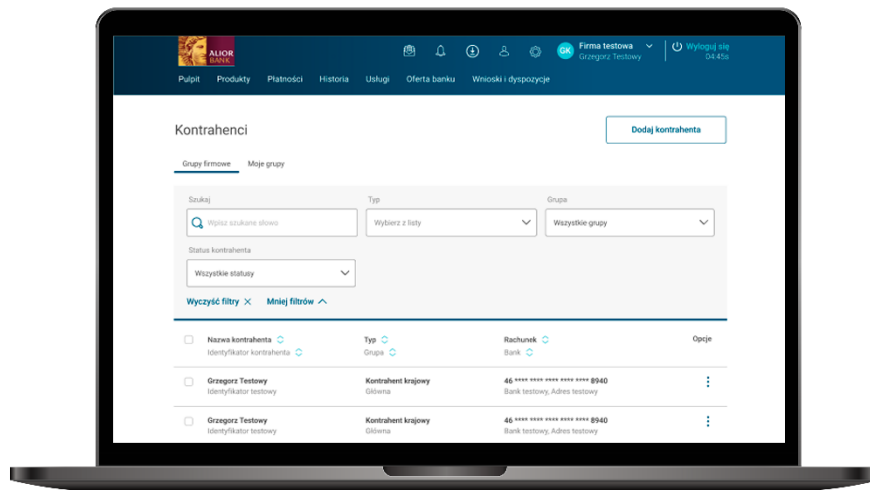 ALIOR
BANK
GK
Firma testowa
Grzegorz Testowy
Wyloguj się
04:45s
Pulpit Produkty Płatności Historia Usługi Oferta banku Wnioski i dyspozycje
Kontrahenci
Dodaj kontrahenta
Grupy firmowe Moje grupy
Szukaj Typ Grupa
Wpisz szukane słowo Wybierz z listy Wszystkie grupy
Status kontrahenta
Wszystkie statusy
Wyczyść filtry Mniej filtrów
Nazwa kontrahenta Typ Rachunek Opcje
Identyfikator kontrahenta Grupa Bank
Grzegorz Testowy Kontrahent krajowy 46 **** **** **** **** **** 8940
Identyfikator testowy Główna Bank testowy, Adres testowy
Grzegorz Testowy Kontrahent krajowy 46 **** **** **** **** **** 8940
Identyfikator testowy Główna Bank testowy, Adres testowy